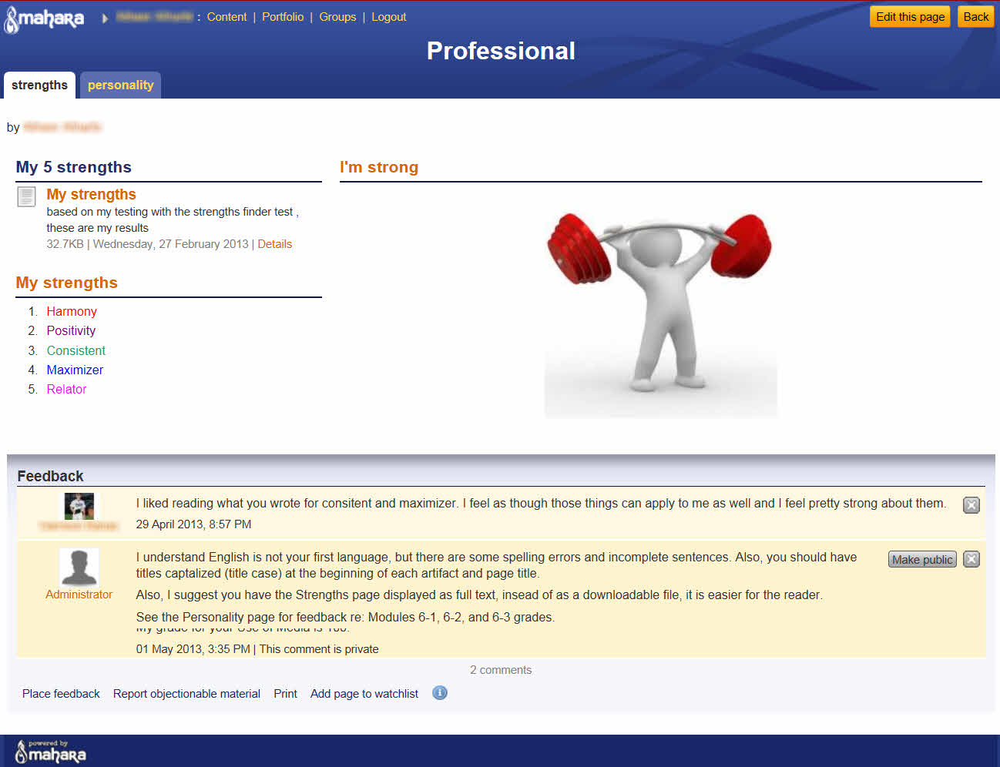 mahara
: Content | Portfolio | Groups | Logout
Edit this page
Back
Professional
strengths
personality
by
My 5 strengths
My strengths
based on my testing with the strengths finder test ,
these are my results
32.7KB | Wednesday, 27 February 2013 | Details
My strengths
1. Harmony
2. Positivity
3. Consistent
4. Maximizer
5. Relator
I'm strong
Feedback
I liked reading what you wrote for consitent and maximizer. I feel as though those things can apply to me as well and I feel pretty strong about them.
29 April 2013, 8:57 PM
Administrator
I understand English is not your first language, but there are some spelling errors and incomplete sentences. Also, you should have
titles captalized (title case) at the beginning of each artifact and page title.
Make public
Also, I suggest you have the Strengths page displayed as full text, insead of as a downloadable file, it is easier for the reader.
See the Personality page for feedback re: Modules 6-1, 6-2, and 6-3 grades.
My grade for your Use of Media is 100.
01 May 2013, 3:35 PM | This comment is private
2 comments
Place feedback
Report objectionable material
Print
Add page to watchlist
powered by
mahara